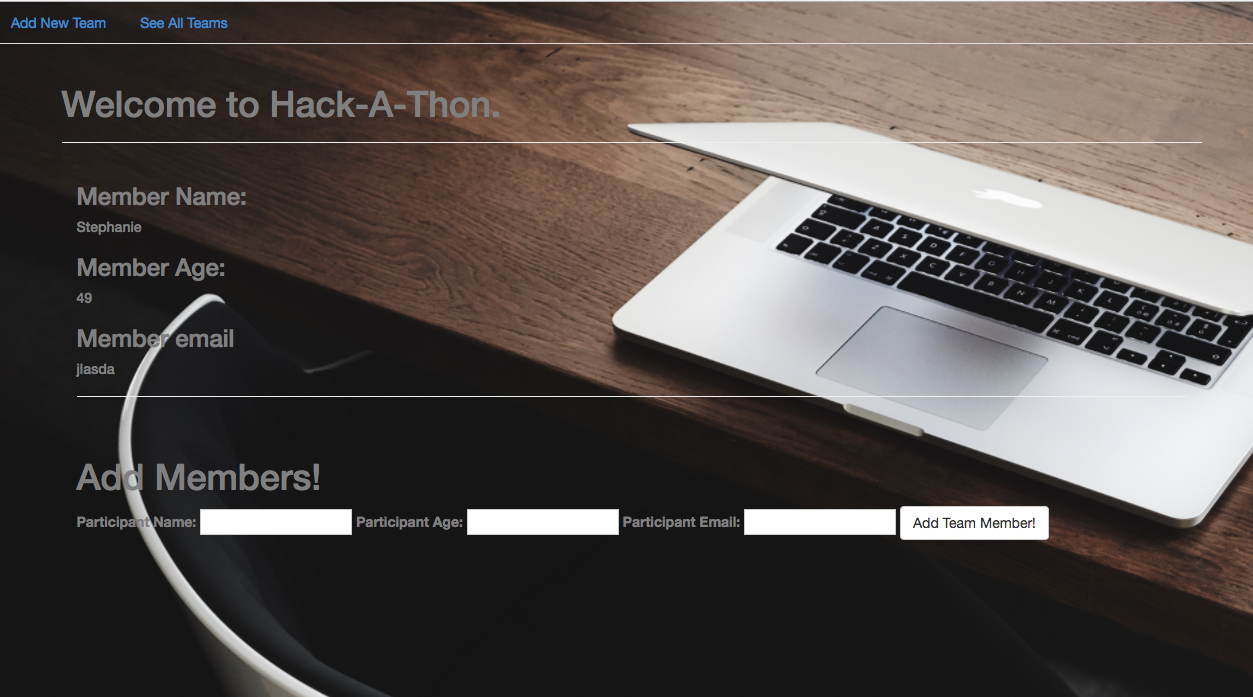 Add New Team See All Teams
Welcome to Hack-A-Thon.
Member Name:
Stephanie
Member Age:
49
Member email
jlasda
Add Members!
Participant Name: Participant Age: Participant Email: Add Team Member!